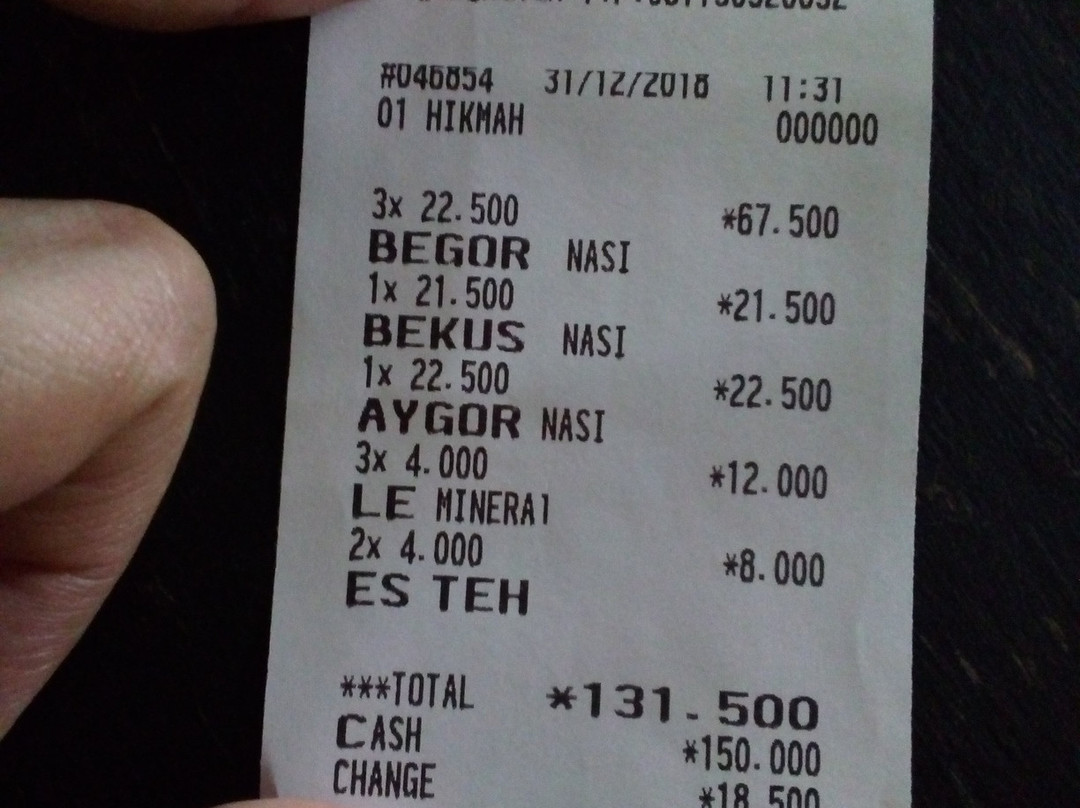 #046854 31/12/2018 11:31
01 HIKMAH 000000
3x 22.500 *67.500
BEGOR NASI
1x 21.500 *21.500
BEKUS NASI
1x 22.500 *22.500
AYGOR NASI
3x 4.000 *12.000
LE MINERAl
2x 4.000 *8.000
ES TEH
***TOTAL *131.500
CASH *150.000
CHANGE *18.500